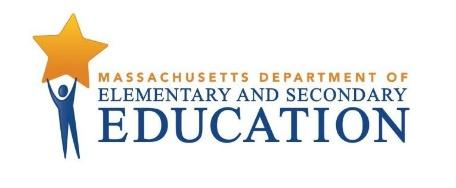 MASSACHUSETTS DEPARTMENT OF
ELEMENTARY AND SECONDARY
EDUCATION